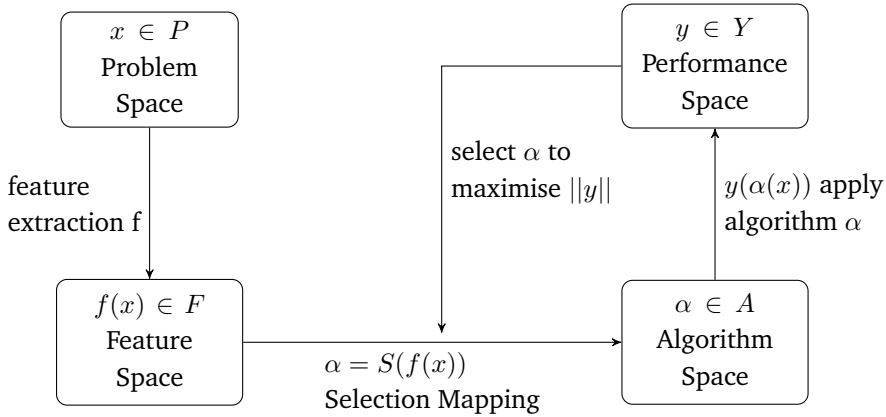 x ∈ P
Problem
Space
y ∈ Y
Performance
Space
feature
extraction f
select α to
maximise ||y||
y(α(x)) apply
algorithm α
f(x) ∈ F
Feature
Space
α = S(f(x))
Selection Mapping
α ∈ A
Algorithm
Space